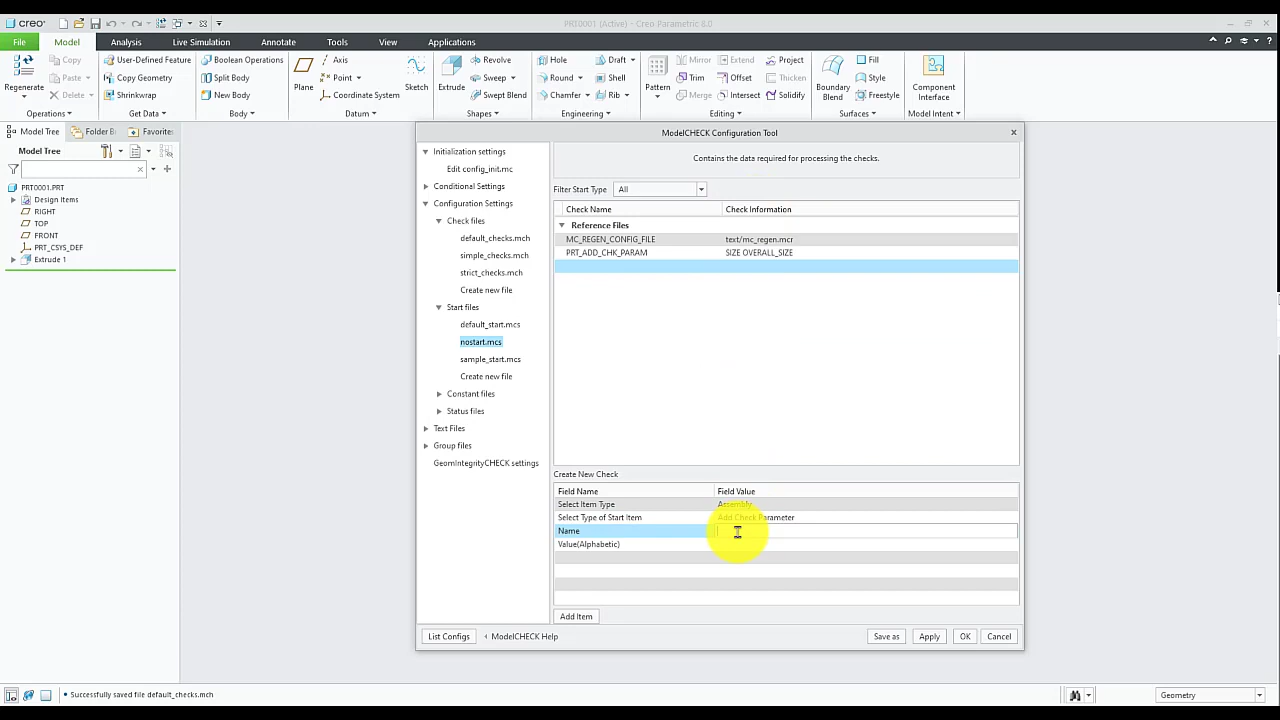 creo
PRT0001 (Active) - Creo Parametric 8.0
File Model Analysis Live Simulation Annotate Tools View Applications
Regenerate
Copy
Paste
Delete
Operations
User-Defined Feature
Copy Geometry
Shrinkwrap
Get Data
Boolean Operations
Split Body
New Body
Body
Plane
Axis
Point
Coordinate System
Datum
Sketch
Extrude
Revolve
Sweep
Swept Blend
Shapes
Hole
Round
Chamfer
Draft
Shell
Rib
Engineering
Pattern
Mirror
Trim
Merge
Extend
Offset
Intersect
Project
Thicken
Solidify
Editing
Boundary
Blend
Fill
Style
Freestyle
Surfaces
Component
Interface
Model Intent
Model Tree Folder B Favorites
Model Tree
PRT0001.PRT
Design Items
RIGHT
TOP
FRONT
PRT_CSYS_DEF
Extrude 1
ModelCHECK Configuration Tool
Initialization settings
Edit config_init.mc
Conditional Settings
Configuration Settings
Check files
default_checks.mch
simple_checks.mch
strict_checks.mch
Create new file
Start files
default_start.mcs
nostart.mcs
sample_start.mcs
Create new file
Constant files
Status files
Text Files
Group files
GeomIntegrityCHECK settings
Contains the data required for processing the checks.
Filter Start Type All
Check Name Check Information
Reference Files
MC_REGEN_CONFIG_FILE text/mc_regen.mcr
PRT_ADD_CHK_PARAM SIZE OVERALL_SIZE
Create New Check
Field Name Field Value
Select Item Type Assembly
Select Type of Start Item Add Check Parameter
Name
Value(Alphabetic)
Add Item
List Configs ModelCHECK Help Save as Apply OK Cancel
Successfully saved file default_checks.mch
Geometry